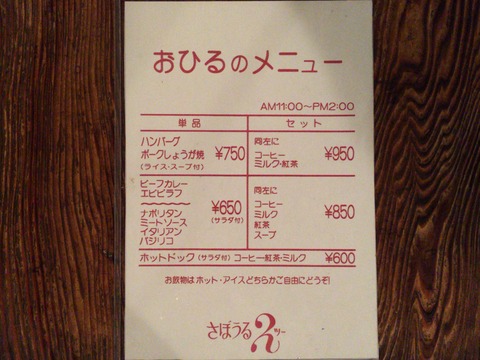 おひるのメニュー
AM11:00〜PM2:00
単品
セット
ハンバーグ
ポークしょうが焼
(ライス・スープ付)
¥750
両左に
コーヒー
ミルク・紅茶
¥950
ビーフカレー
エビピラフ
ナポリタン
ミートソース
イタリアン
バジリコ
¥650
(サラダ付)
両左に
コーヒー
ミルク
紅茶
スープ
¥850
ホットドック (サラダ付) コーヒー・紅茶・ミルク ¥600
お飲物は ホット・アイスどちらかご自由にどうぞ!
さぼうる2
ツー